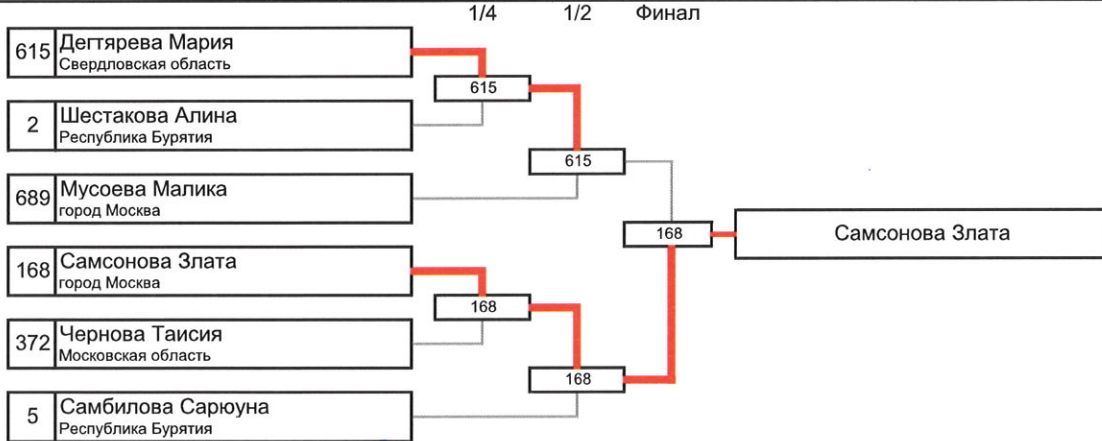 1/4 1/2 Финал
615 Дегтярева Мария
Свердловская область
615
2 Шестакова Алина
Республика Бурятия
615
689 Мусоева Малика
город Москва
168 Самсонова Злата
168 Самсонова Злата
город Москва
168
372 Чернова Таисия
Московская область
168
5 Самбилова Сарюуна
Республика Бурятия